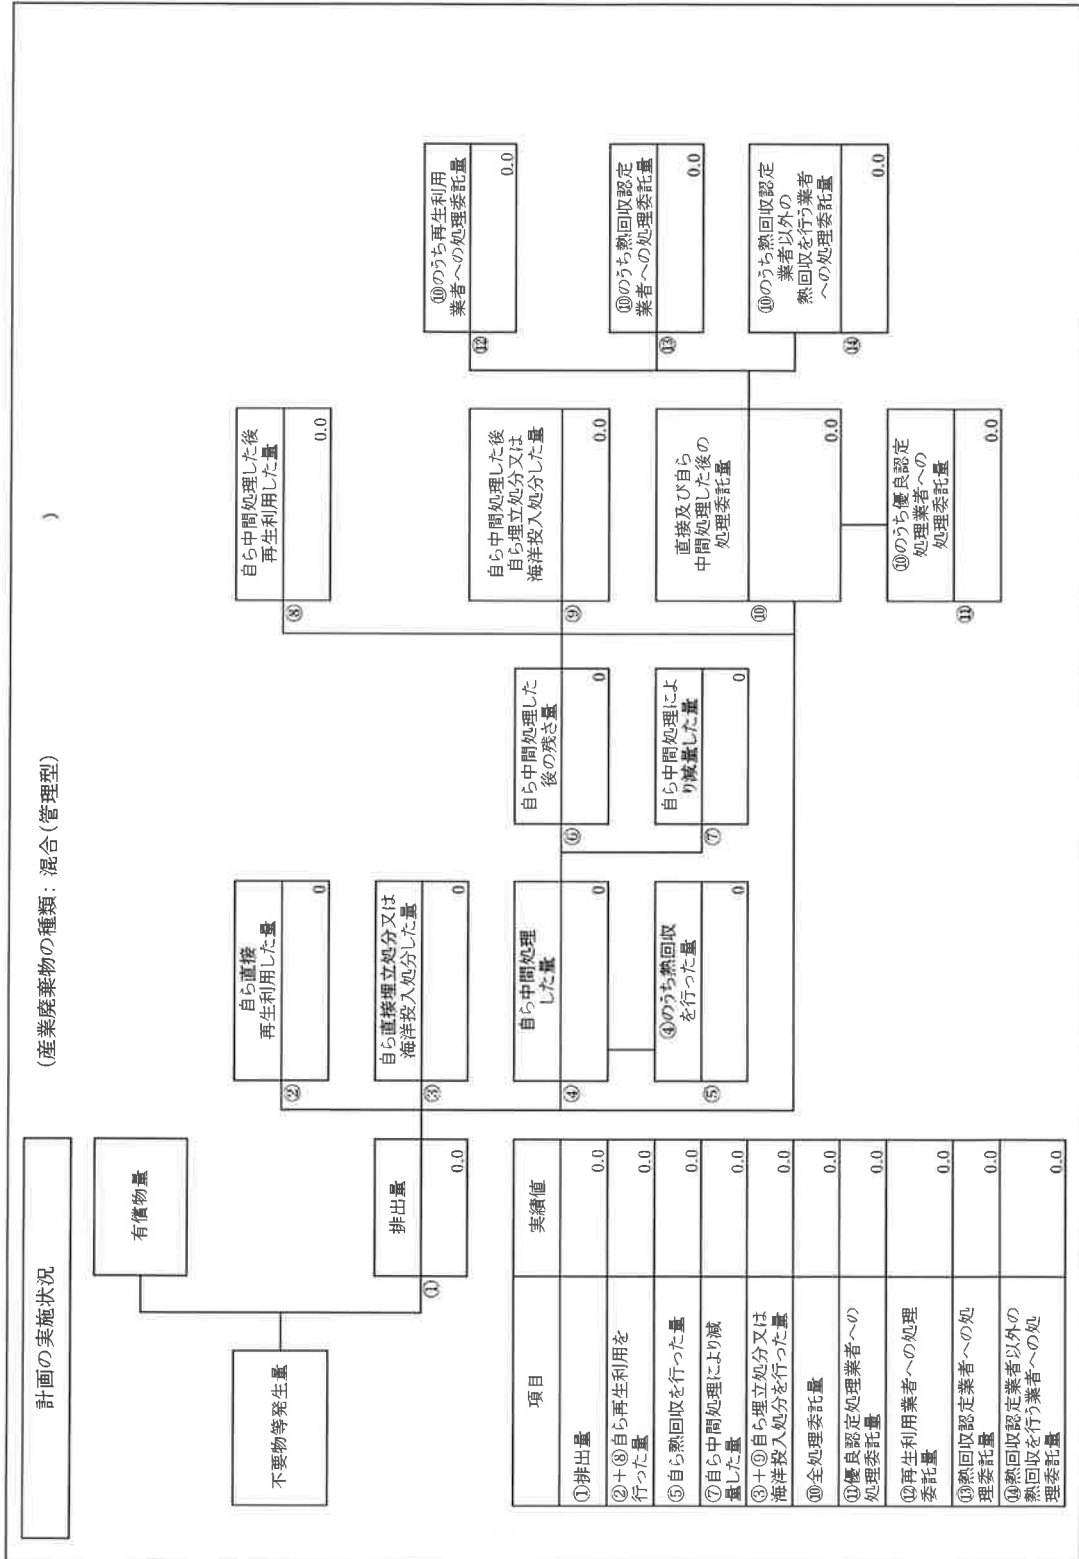 計画の実施状況
(産業廃棄物の種類：混合(管理型)
)
不要物等発生量
有償物量
①
排出量
0.0
②
自ら直接
再生利用した量
0
③
自ら直接埋立処分又は
海洋投入処分した量
0
④
自ら中間処理
した量
0
⑤
④のうち熱回収
を行った量
0
⑥
自ら中間処理した
後の残さ量
0
⑦
自ら中間処理によ
り減量した量
0
⑧
自ら中間処理した後
再生利用した量
0.0
⑨
自ら中間処理した後
自ら埋立処分又は
海洋投入処分した量
0.0
⑩
直接及び自ら
中間処理した後の
処理委託量
0.0
⑪
⑩のうち優良認定
処理業者への
処理委託量
0.0
⑫
⑩のうち再生利用
業者への処理委託量
0.0
⑬
⑩のうち熱回収認定
業者への処理委託量
0.0
⑭
⑩のうち熱回収認定
業者以外の
熱回収を行う業者
への処理委託量
0.0
項目 実績値
①排出量 0.0
②＋⑧自ら再生利用を
行った量 0.0
⑤自ら熱回収を行った量 0.0
⑦自ら中間処理により減
量した量 0.0
③＋⑨自ら埋立処分又は
海洋投入処分を行った量 0.0
⑩全処理委託量 0.0
⑪優良認定処理業者への
処理委託量 0.0
⑫再生利用業者への処理
委託量 0.0
⑬熱回収認定業者への処
理委託量 0.0
⑭熱回収認定業者以外の
熱回収を行う業者への処
理委託量 0.0